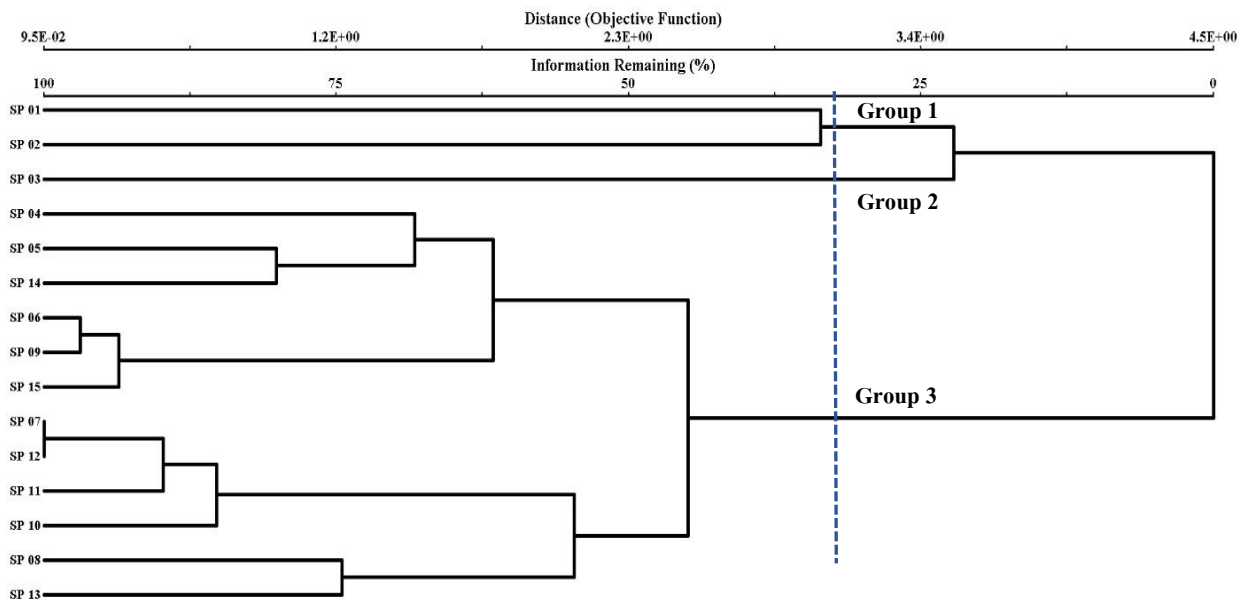 Distance (Objective Function)
9.5E-02 1.2E+00 2.3E+00 3.4E+00 4.5E+00
Information Remaining (%)
100 75 50 25 0
SP 01
Group 1
SP 02
SP 03
Group 2
SP 04
SP 05
SP 14
SP 06
SP 09
SP 15
Group 3
SP 07
SP 12
SP 11
SP 10
SP 08
SP 13